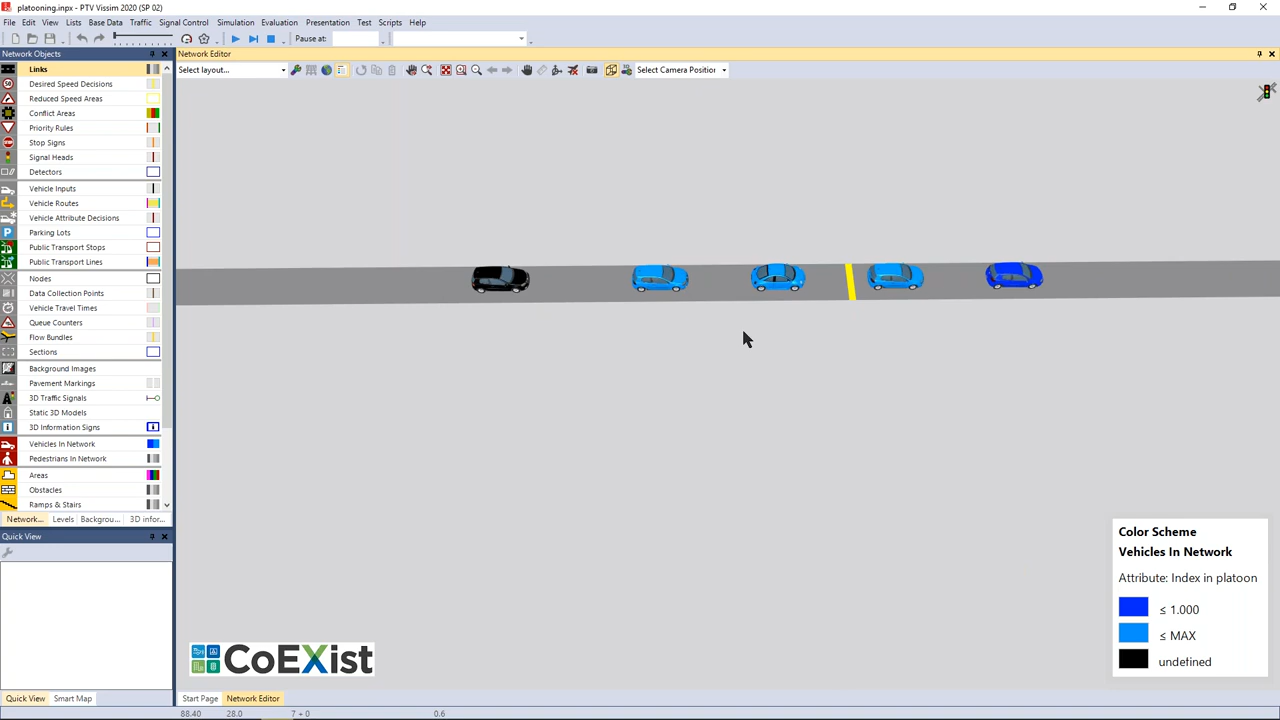 platooning.inpx - PTV Vissim 2020 (SP 02)
File Edit View Lists Base Data Traffic Signal Control Simulation Evaluation Presentation Test Scripts Help
Pause at:
Network Objects
Network Editor
Select layout...
Select Camera Position
Links
Desired Speed Decisions
Reduced Speed Areas
Conflict Areas
Priority Rules
Stop Signs
Signal Heads
Detectors
Vehicle Inputs
Vehicle Routes
Vehicle Attribute Decisions
Parking Lots
Public Transport Stops
Public Transport Lines
Nodes
Data Collection Points
Vehicle Travel Times
Queue Counters
Flow Bundles
Sections
Background Images
Pavement Markings
3D Traffic Signals
Static 3D Models
3D Information Signs
Vehicles In Network
Pedestrians In Network
Areas
Obstacles
Ramps & Stairs
Network... Levels Backgrou... 3D infor...
Quick View
Color Scheme
Vehicles In Network
Attribute: Index in platoon
≤ 1.000
≤ MAX
undefined
CoEXist
Quick View Smart Map
Start Page Network Editor
88.40 28.0 7 + 0 0.6